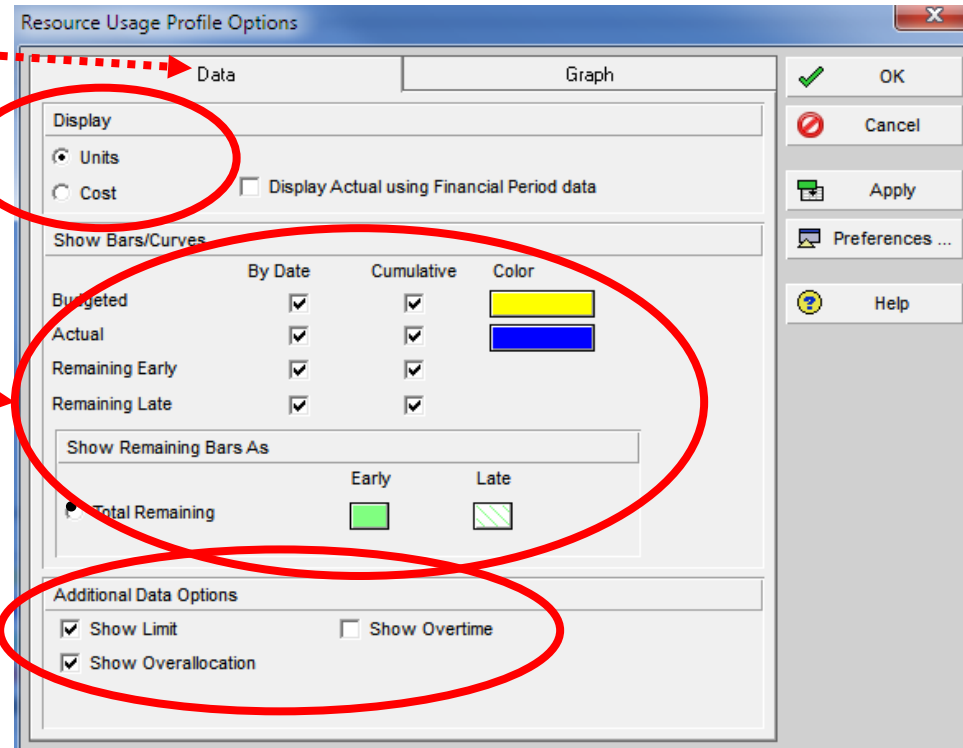 Resource Usage Profile Options
Data Graph
Display
Units
Cost Display Actual using Financial Period data
Show Bars/Curves
By Date Cumulative Color
Budgeted
Actual
Remaining Early
Remaining Late
Show Remaining Bars As
Early Late
Total Remaining
Additional Data Options
Show Limit Show Overtime
Show Overallocation
OK
Cancel
Apply
Preferences ...
Help